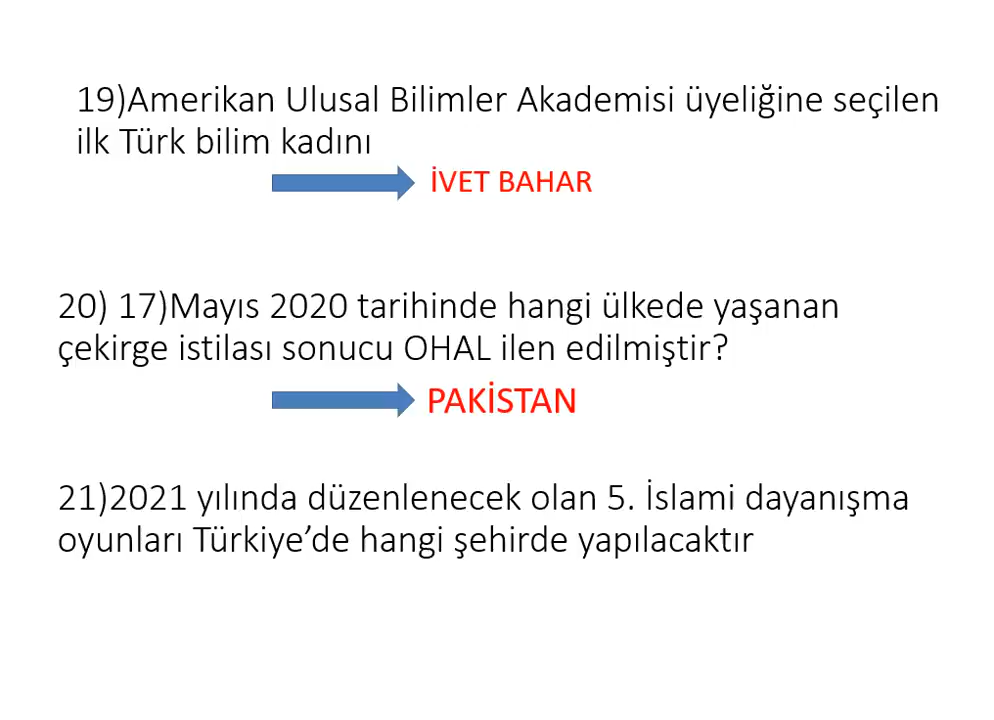 19)Amerikan Ulusal Bilimler Akademisi üyeliğine seçilen
ilk Türk bilim kadını
İVET BAHAR
20) 17)Mayıs 2020 tarihinde hangi ülkede yaşanan
çekirge istilası sonucu OHAL ilen edilmiştir?
PAKİSTAN
21)2021 yılında düzenlenecek olan 5. İslami dayanışma
oyunları Türkiye’de hangi şehirde yapılacaktır